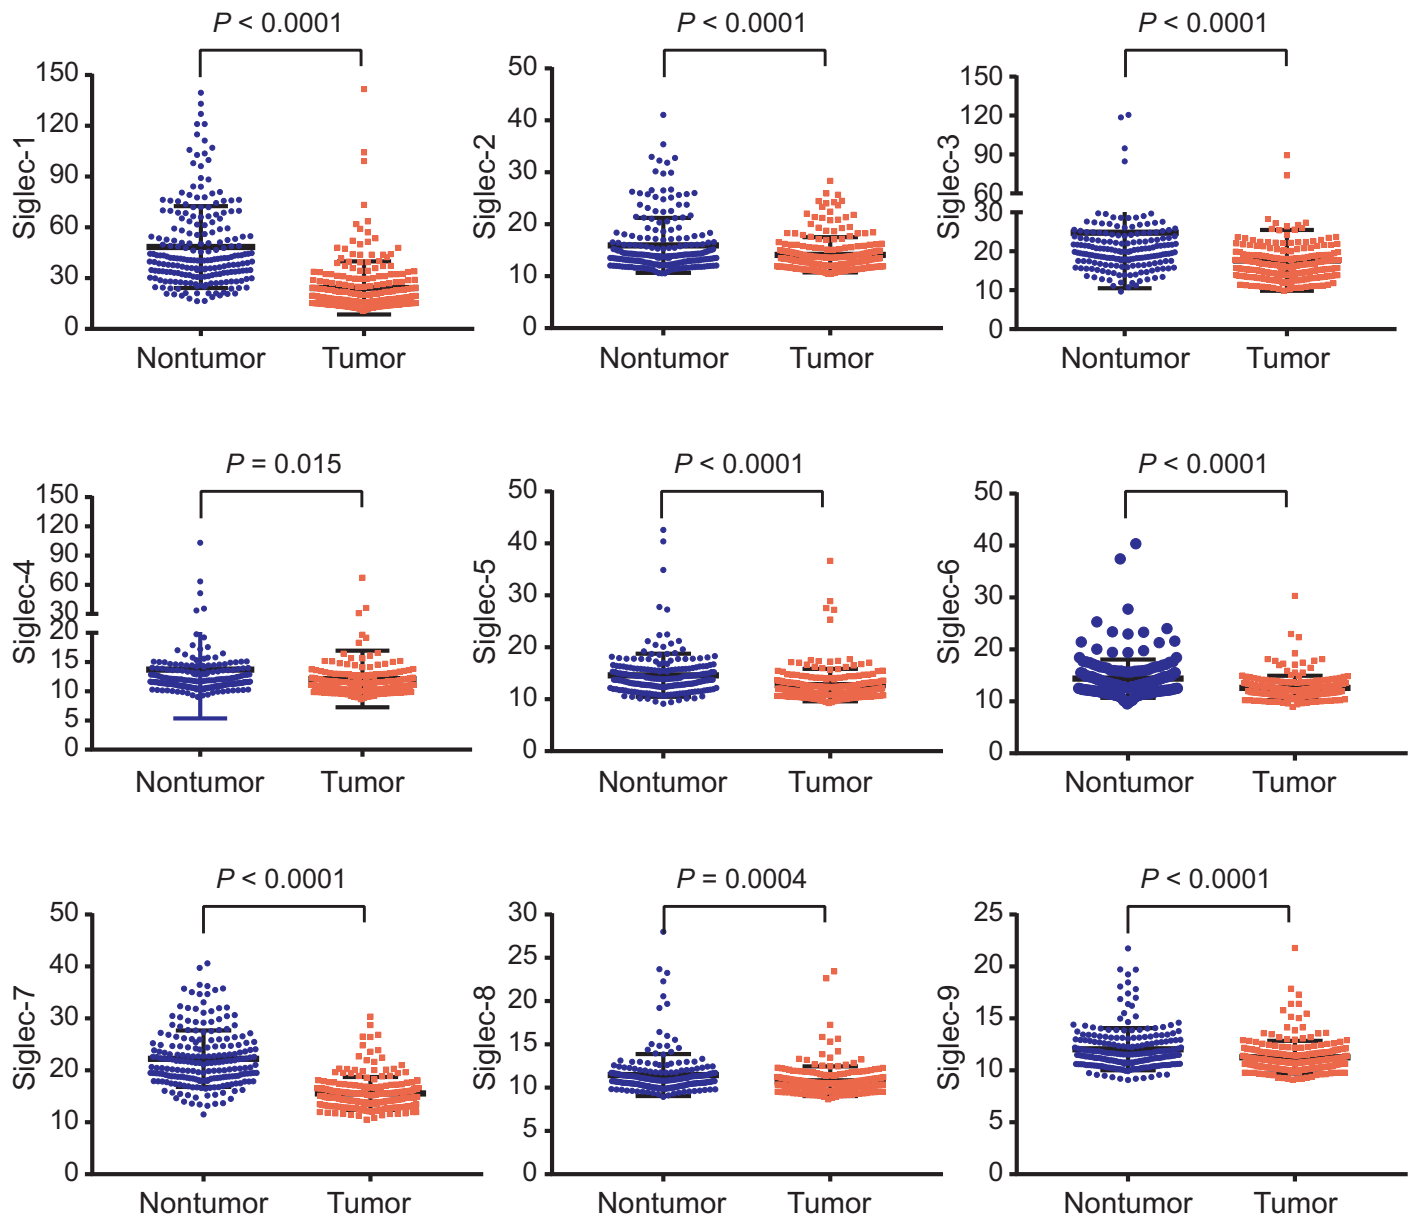 P < 0.0001
Siglec-1
150
120
90
60
30
0
Nontumor
Tumor
P < 0.0001
Siglec-2
50
40
30
20
10
0
Nontumor
Tumor
P < 0.0001
Siglec-3
150
120
90
60
30
20
10
0
Nontumor
Tumor
P = 0.015
Siglec-4
150
120
90
60
30
20
15
10
5
0
Nontumor
Tumor
P < 0.0001
Siglec-5
50
40
30
20
10
0
Nontumor
Tumor
P < 0.0001
Siglec-6
50
40
30
20
10
0
Nontumor
Tumor
P < 0.0001
Siglec-7
50
40
30
20
10
0
Nontumor
Tumor
P = 0.0004
Siglec-8
30
25
20
15
10
5
0
Nontumor
Tumor
P < 0.0001
Siglec-9
25
20
15
10
5
0
Nontumor
Tumor